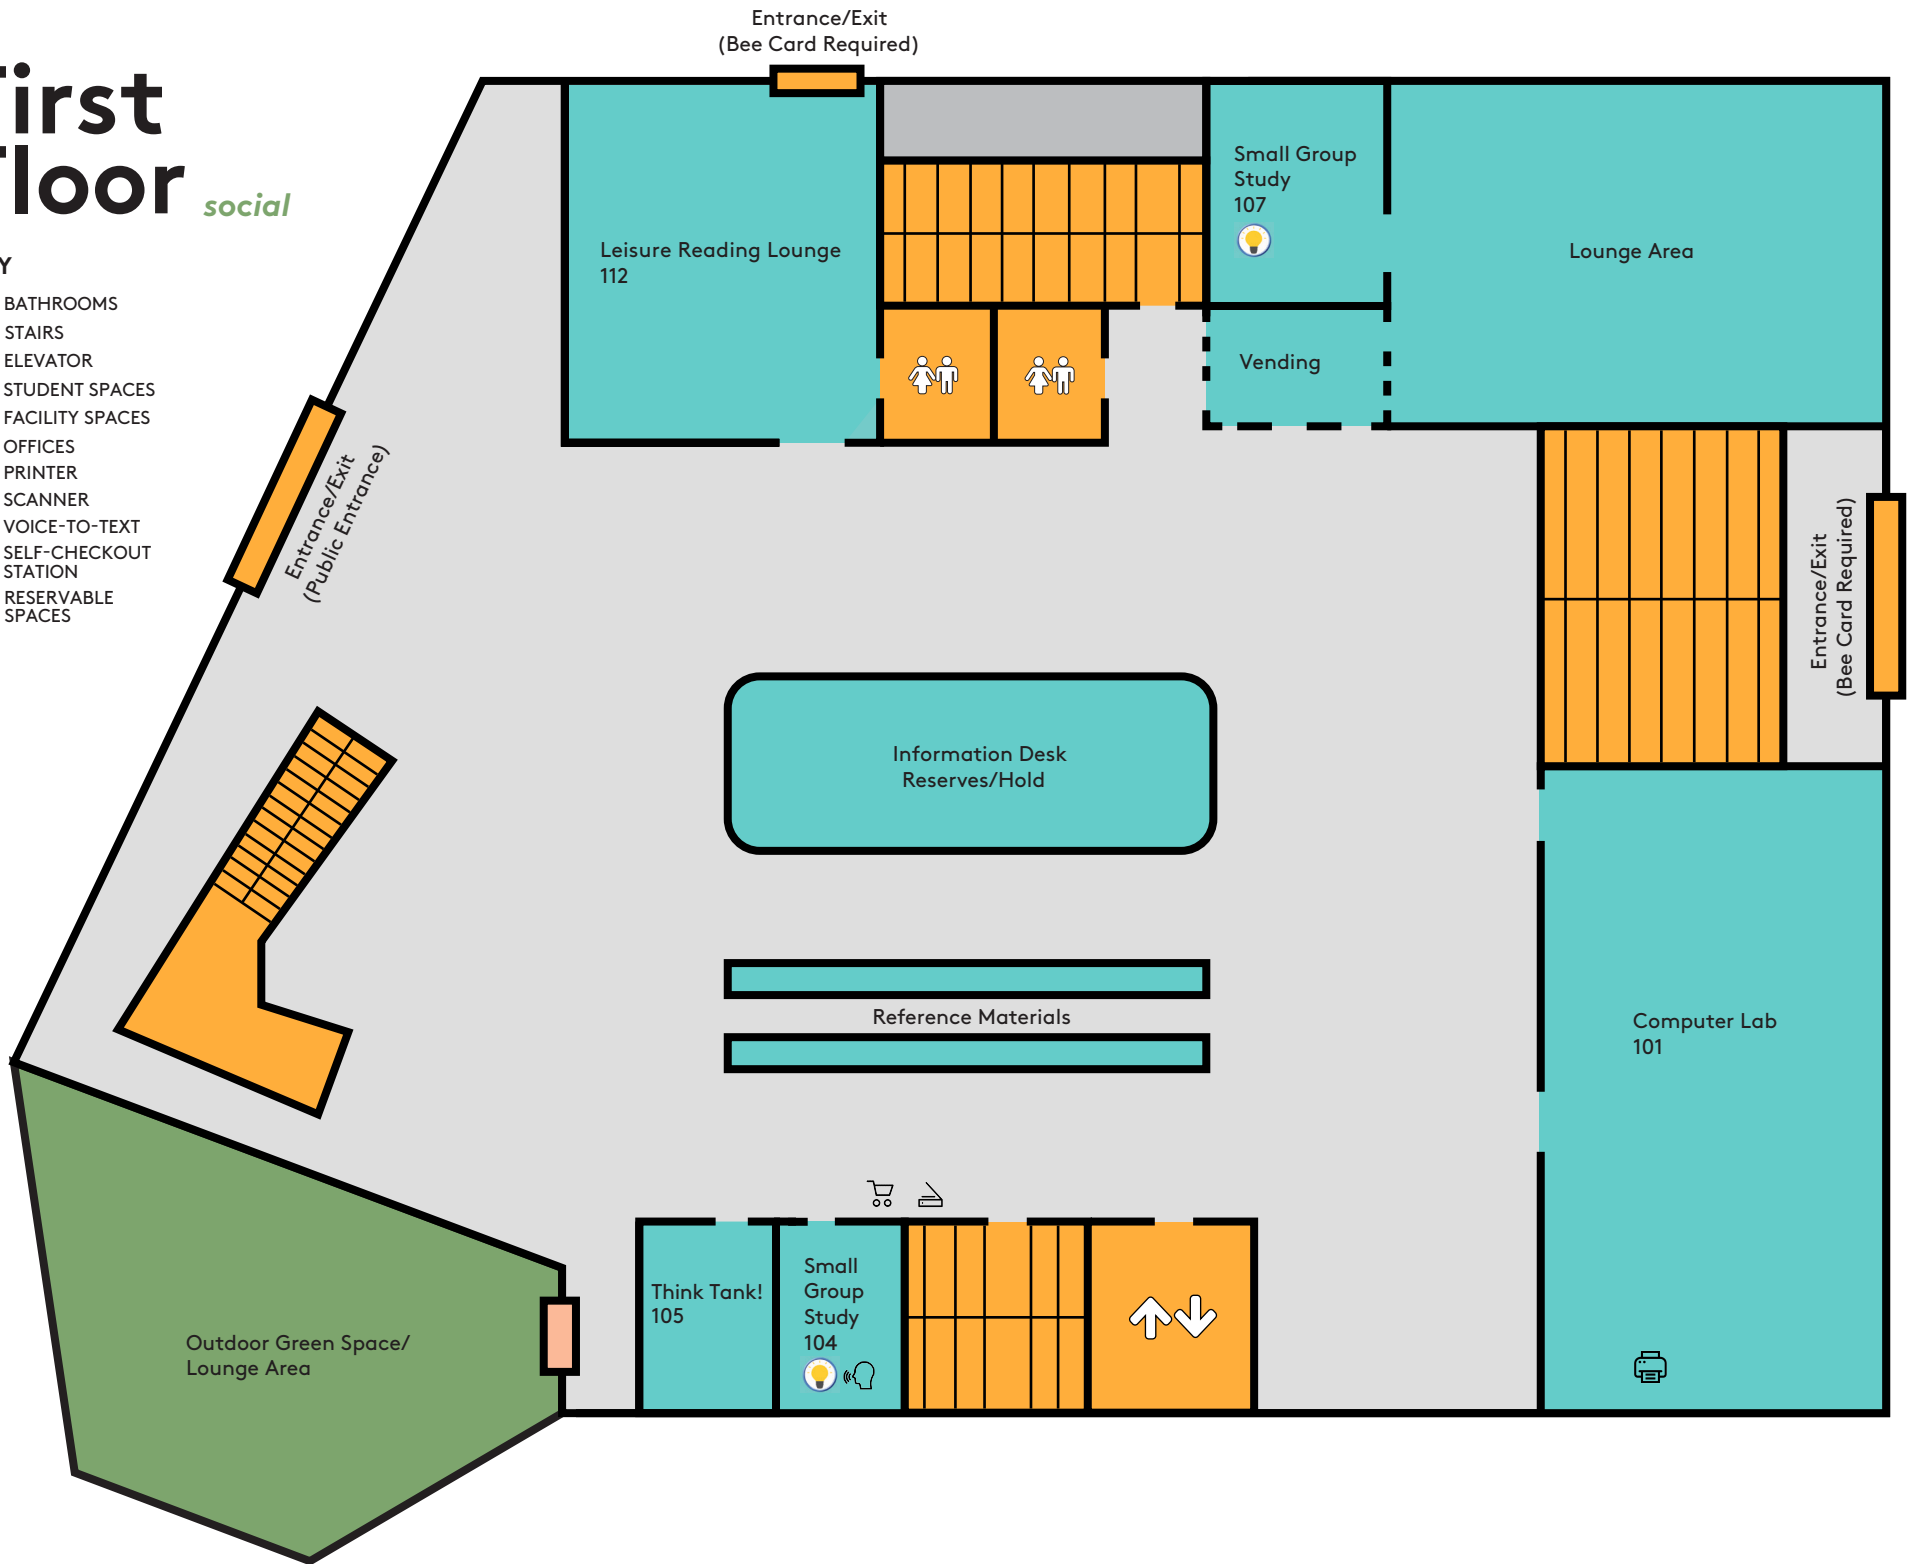 Entrance/Exit
(Bee Card Required)
First
Floor social
Y
BATHROOMS
STAIRS
ELEVATOR
STUDENT SPACES
FACILITY SPACES
OFFICES
PRINTER
SCANNER
VOICE-TO-TEXT
SELF-CHECKOUT
STATION
RESERVABLE
SPACES
Entrance/Exit
(Public Entrance)
Leisure Reading Lounge
112
Small Group
Study
107
Lounge Area
Vending
Entrance/Exit
(Bee Card Required)
Information Desk
Reserves/Hold
Reference Materials
Computer Lab
101
Think Tank!
105
Small
Group
Study
104
Outdoor Green Space/
Lounge Area